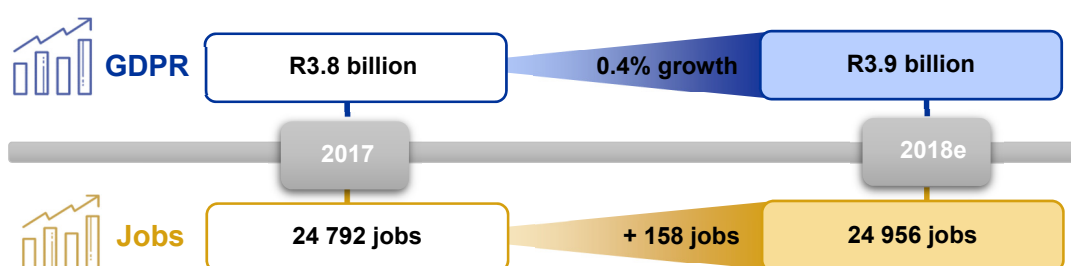 GDPR R3.8 billion 0.4% growth R3.9 billion
2017 2018e
Jobs 24 792 jobs + 158 jobs 24 956 jobs